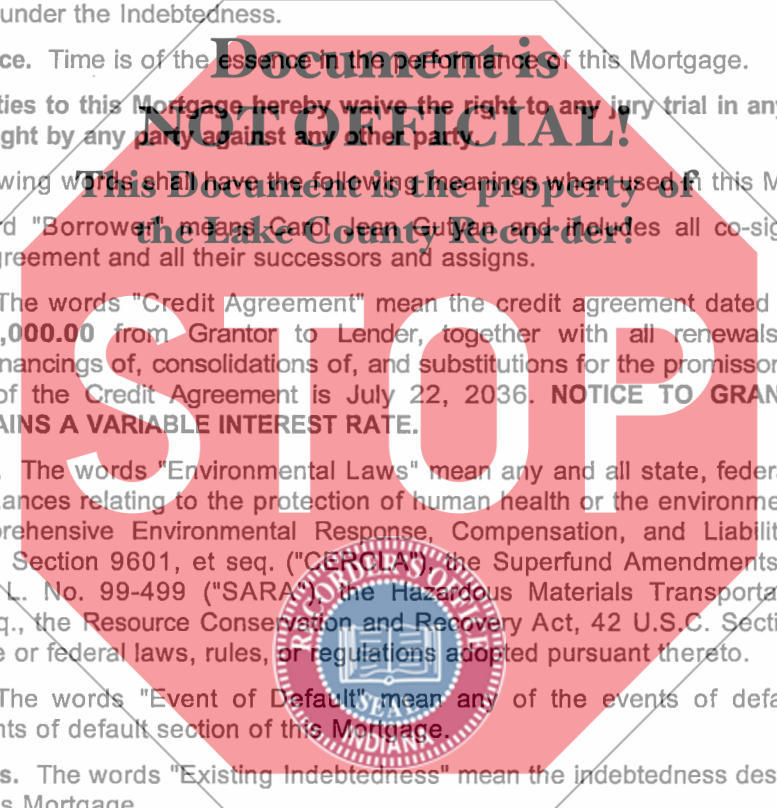 under the Indebtedness.
ce. Time is of the essence in the performance of this Mortgage.
Document is
ties to this Mortgage hereby waive the right to any jury trial in any
NOT OFFICIAL!
ght by any party against any other party.
wing words shall have the following meanings when used in this M
This Document is the property of
rd "Borrower" means Carol Jean and includes all co-sig
the Lake County Recorder!
greement and all their successors and assigns.
The words "Credit Agreement" mean the credit agreement dated
,000.00 from Grantor to Lender, together with all renewals
nancings of, consolidations of, and substitutions for the promissor
of the Credit Agreement is July 22, 2036. NOTICE TO GRAN
AINS A VARIABLE INTEREST RATE.
STOP
. The words "Environmental Laws" mean any and all state, federa
ances relating to the protection of human health or the environme
prehensive Environmental Response, Compensation, and Liabilit
Section 9601, et seq. ("CERCLA"), the Superfund Amendments
L. No. 99-499 ("SARA"), the Hazardous Materials Transporta
q., the Resource Conservation and Recovery Act, 42 U.S.C. Secti
e or federal laws, rules, or regulations adopted pursuant thereto.
RECORDER'S OFFICE
SEAL
INDIANA
The words "Event of Default" mean any of the events of defa
nts of default section of this Mortgage.
s. The words "Existing Indebtedness" mean the indebtedness des
s Mortgage.